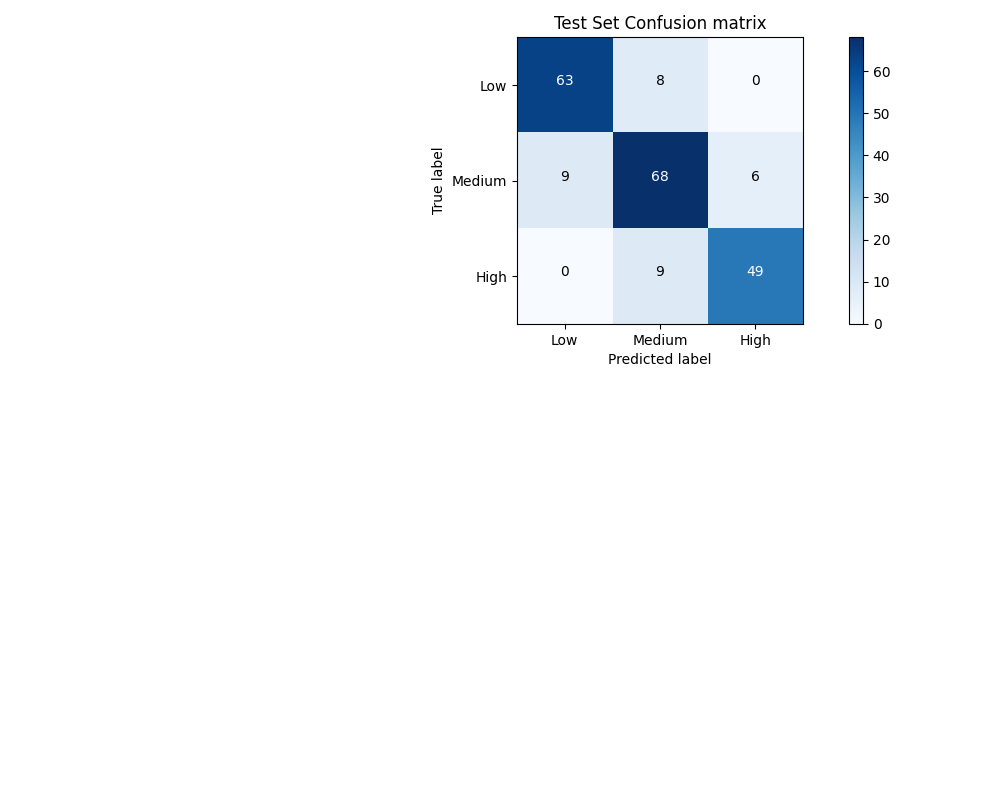 Test Set Confusion matrix
Low 63 8 0
Medium 9 68 6
High 0 9 49
Low Medium High
Predicted label
True label
60
50
40
30
20
10
0